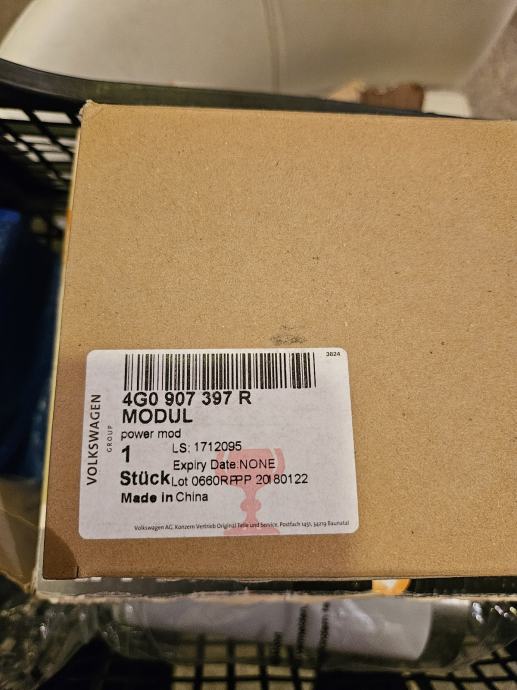 3824
4G0 907 397 R
MODUL
power mod
1
LS: 1712095
Expiry Date:NONE
Stück Lot 0660RPPP 20180122
Made in China
VOLKSWAGEN
GROUP
Volkswagen AG, Konzern Vertrieb Original Teile und Service, Postfach 1451, 34219 Baunatal